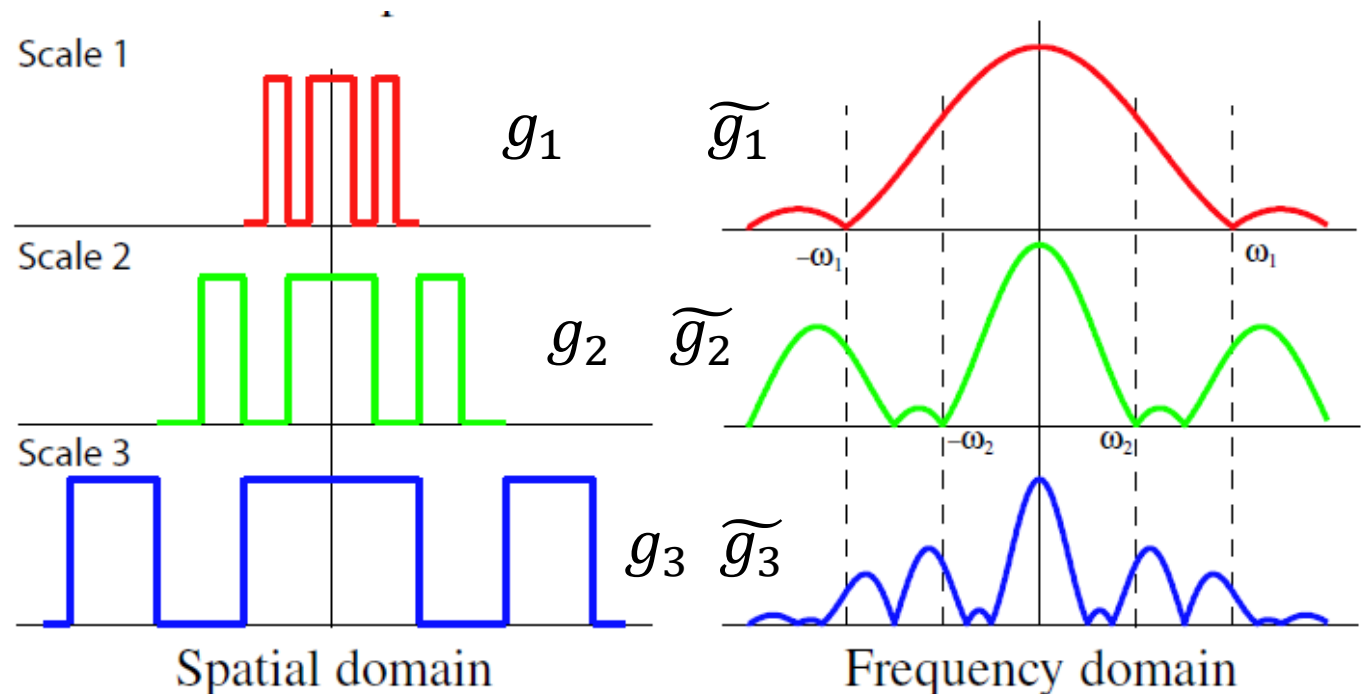 Scale 1
g₁ g̃₁
−ω₁ ω₁
Scale 2
g₂ g̃₂
−ω₂ ω₂
Scale 3
g₃ g̃₃
Spatial domain Frequency domain